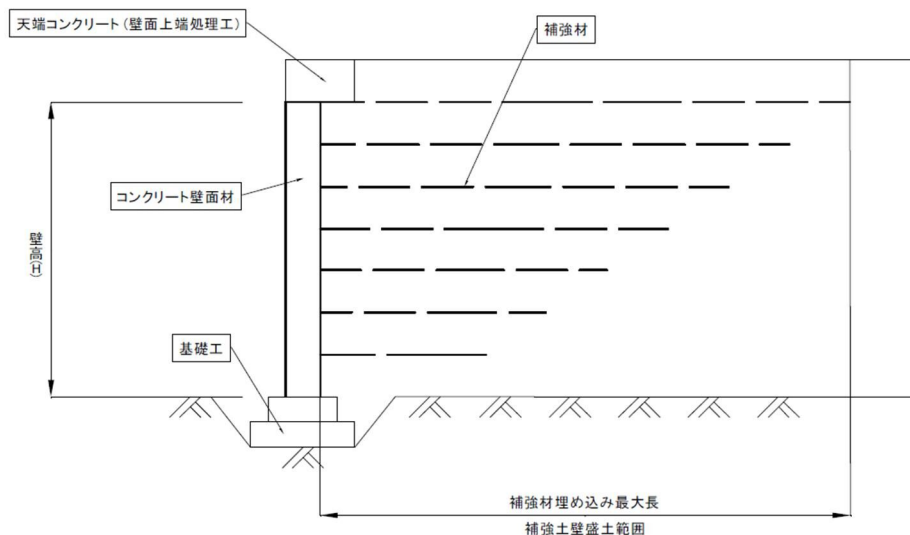 天端コンクリート(壁面上端処理工)
補強材
コンクリート壁面材
壁高(H)
基礎工
補強材埋め込み最大長
補強土壁盛土範囲